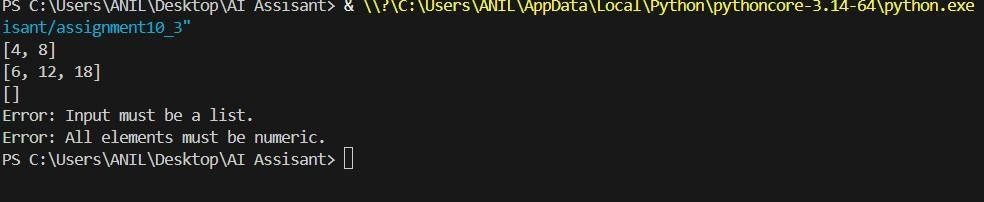 PS C:\Users\ANIL\Desktop\AI Assisant> & \\?\C:\Users\ANIL\AppData\Local\Python\pythoncore-3.14-64\python.exe
isant/assignment10_3"
[4, 8]
[6, 12, 18]
[]
Error: Input must be a list.
Error: All elements must be numeric.
PS C:\Users\ANIL\Desktop\AI Assisant>